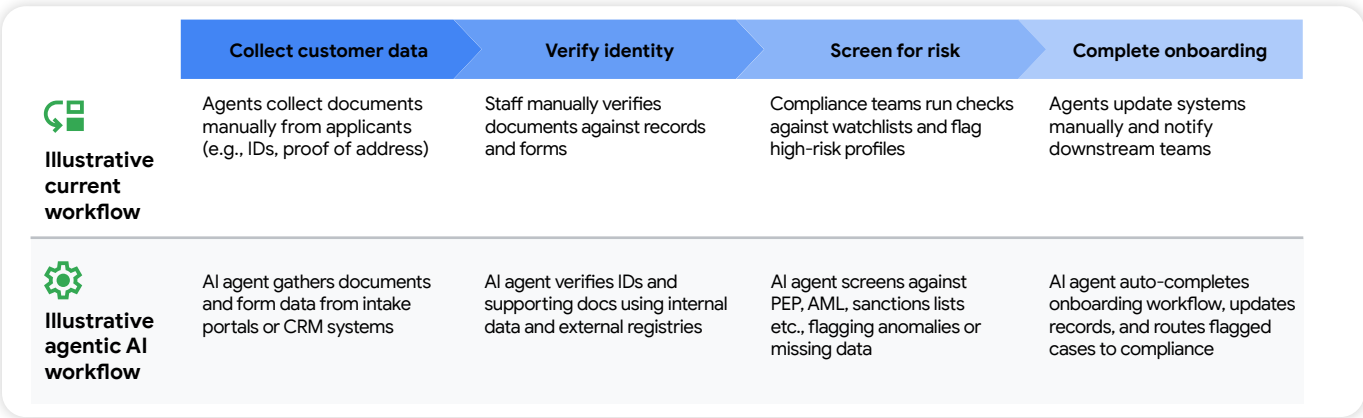 Collect customer data
Verify identity
Screen for risk
Complete onboarding
Illustrative
current
workflow
Agents collect documents
manually from applicants
(e.g., IDs, proof of address)
Staff manually verifies
documents against records
and forms
Compliance teams run checks
against watchlists and flag
high-risk profiles
Agents update systems
manually and notify
downstream teams
Illustrative
agentic AI
workflow
AI agent gathers documents
and form data from intake
portals or CRM systems
AI agent verifies IDs and
supporting docs using internal
data and external registries
AI agent screens against
PEP, AML, sanctions lists
etc., flagging anomalies or
missing data
AI agent auto-completes
onboarding workflow, updates
records, and routes flagged
cases to compliance